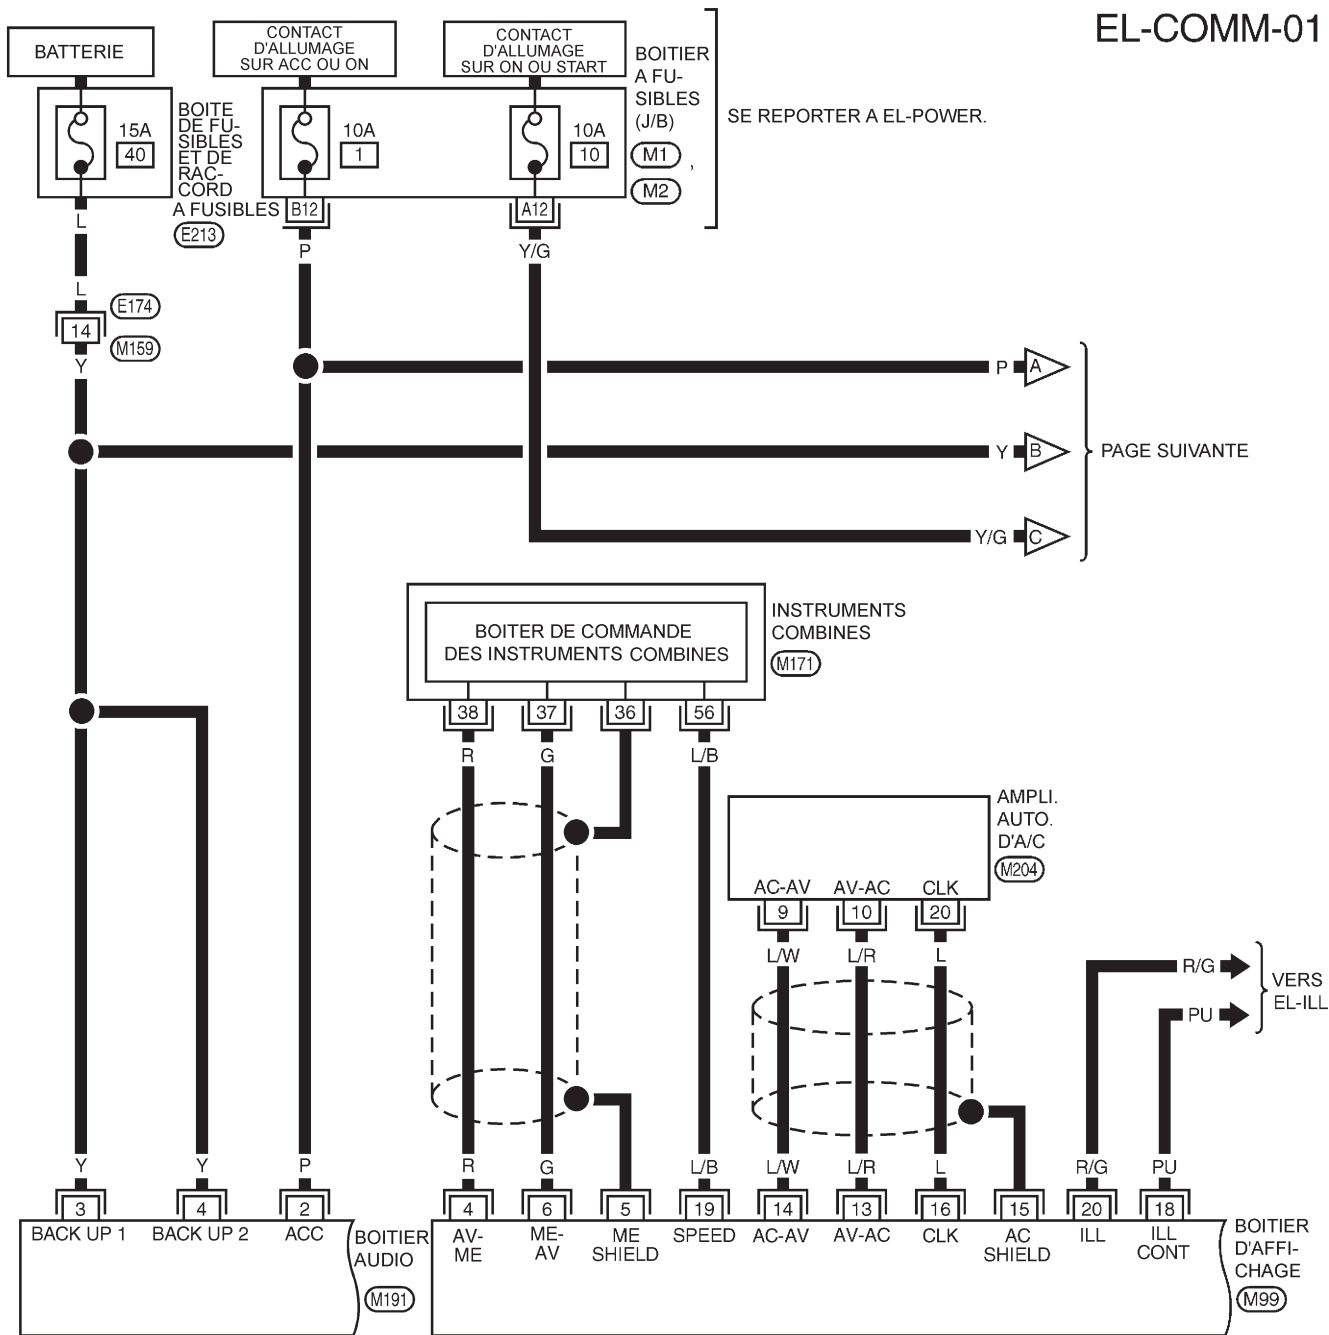 EL-COMM-01
BATTERIE
CONTACT
D'ALLUMAGE
SUR ACC OU ON
CONTACT
D'ALLUMAGE
SUR ON OU START
BOITIER
A FU-
SIBLES
(J/B)
M1 ,
M2
SE REPORTER A EL-POWER.
15A
40
BOITE
DE FU-
SIBLES
ET DE
RAC-
CORD
A FUSIBLES
E213
10A
1
10A
10
B12
A12
L
P
Y/G
L
E174
14
M159
Y
P A
Y B
Y/G C
PAGE SUIVANTE
BOITER DE COMMANDE
DES INSTRUMENTS COMBINES
INSTRUMENTS
COMBINES
M171
38 37 36 56
R G L/B
AMPLI.
AUTO.
D'A/C
M204
AC-AV AV-AC CLK
9 10 20
L/W L/R L
R/G
PU
VERS
EL-ILL
Y Y P R G L/B L/W L/R L R/G PU
3 4 2 4 6 5 19 14 13 16 15 20 18
BACK UP 1 BACK UP 2 ACC
BOITIER
AUDIO
M191
AV-
ME
ME-
AV
ME
SHIELD
SPEED AC-AV AV-AC CLK
AC
SHIELD
ILL
ILL
CONT
BOITIER
D'AFFI-
CHAGE
M99